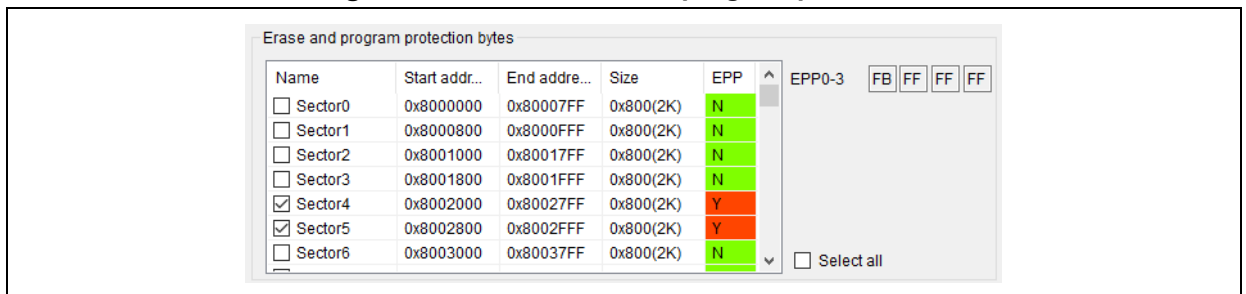 Erase and program protection bytes
Name Start addr... End addre... Size EPP EPP0-3 FB FF FF FF
Sector0 0x8000000 0x80007FF 0x800(2K) N
Sector1 0x8000800 0x8000FFF 0x800(2K) N
Sector2 0x8001000 0x80017FF 0x800(2K) N
Sector3 0x8001800 0x8001FFF 0x800(2K) N
Sector4 0x8002000 0x80027FF 0x800(2K) Y
Sector5 0x8002800 0x8002FFF 0x800(2K) Y
Sector6 0x8003000 0x80037FF 0x800(2K) N
Select all